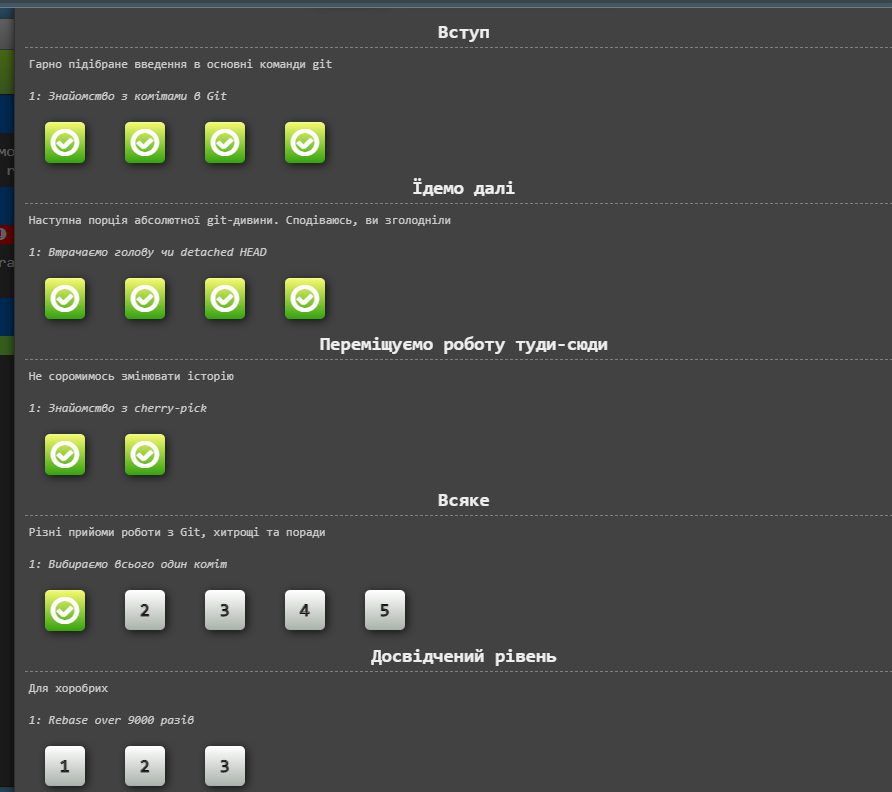 Вступ
Гарно підібране введення в основні команди git
1: Знайомство з комітами в Git
Їдемо далі
Наступна порція абсолютної git-дивини. Сподіваюсь, ви зголодніли
1: Втрачаємо голову чи detached HEAD
Переміщуємо роботу туди-сюди
Не соромимось змінювати історію
1: Знайомство з cherry-pick
Всяке
Різні прийоми роботи з Git, хитрощі та поради
1: Вибираємо всього один коміт
2 3 4 5
Досвідчений рівень
Для хоробрих
1: Rebase over 9000 разів
1 2 3